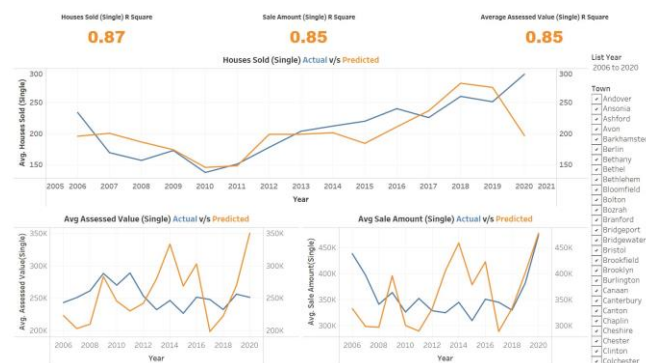 Houses Sold (Single) R Square
Sale Amount (Single) R Square
Average Assessed Value (Single) R Square
0.87
0.85
0.85
Houses Sold (Single) Actual v/s Predicted
Avg. Houses Sold (Single)
300
250
200
150
300
250
200
150
2005 2006 2007 2008 2009 2010 2011 2012 2013 2014 2015 2016 2017 2018 2019 2020 2021
Year
Avg Assessed Value (Single) Actual v/s Predicted
Avg. Assessed Value(Single)
350K
300K
250K
200K
350K
300K
250K
200K
2006 2008 2010 2012 2014 2016 2018 2020
Year
Avg Sale Amount (Single) Actual v/s Predicted
Avg. Sale Amount(Single)
450K
400K
350K
300K
450K
400K
350K
300K
2006 2008 2010 2012 2014 2016 2018 2020
Year
List Year
2006 to 2020
Town
Andover
Ansonia
Ashford
Avon
Barkhamsted
Berlin
Bethany
Bethel
Bethlehem
Bloomfield
Bolton
Bozrah
Branford
Bridgeport
Bridgewater
Bristol
Brookfield
Brooklyn
Burlington
Canaan
Canterbury
Canton
Chaplin
Cheshire
Chester
Clinton
Colchester